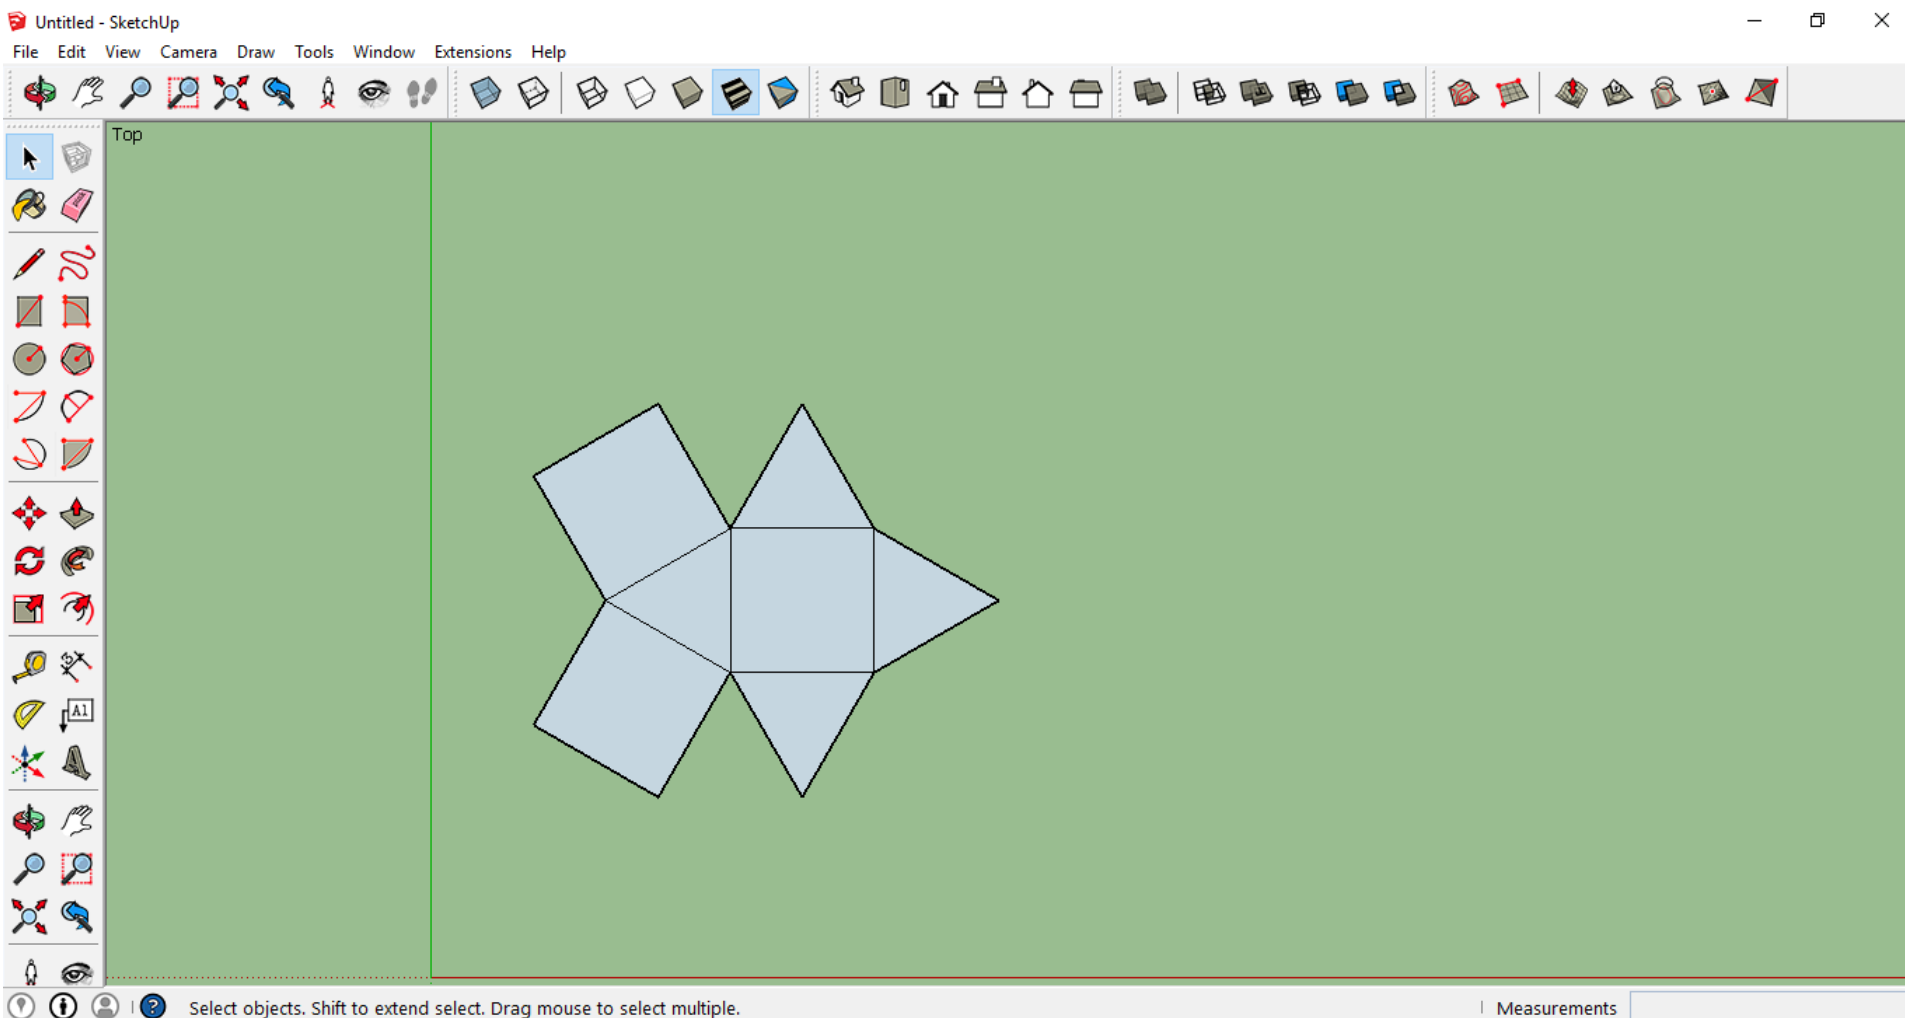 Untitled - SketchUp
File Edit View Camera Draw Tools Window Extensions Help
Top
A1
Select objects. Shift to extend select. Drag mouse to select multiple.
Measurements